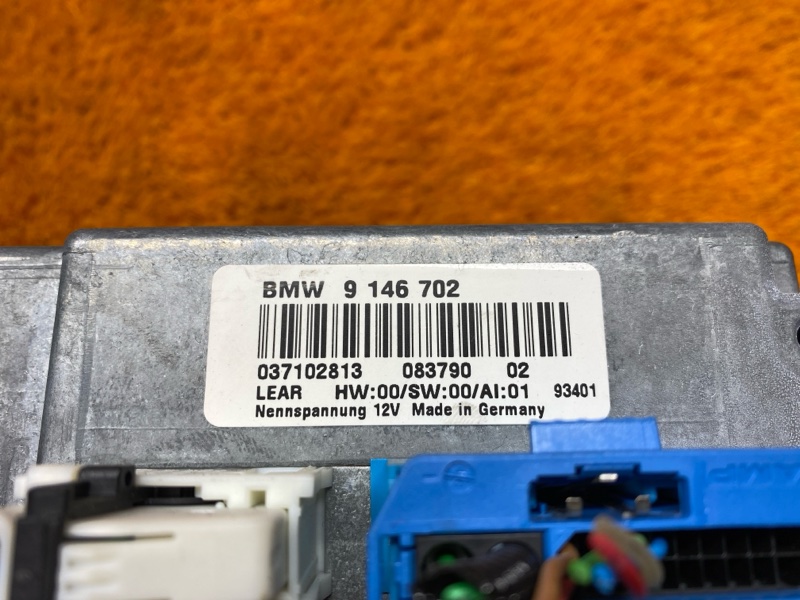 BMW 9 146 702
037102813 083790 02
LEAR HW:00/SW:00/AI:01 93401
Nennspannung 12V Made in Germany
AMP